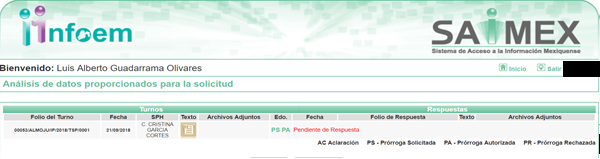 infoem
SAIMEX
Sistema de Acceso a la Información Mexiquense
Bienvenido: Luis Alberto Guadarrama Olivares
Inicio Salir
Análisis de datos proporcionados para la solicitud
Turnos Respuestas
Folio del Turno Fecha SPH Texto Archivos Adjuntos Edo. Fecha Folio de Respuesta Texto Archivos Adjuntos
00053/ALMOJU/IP/2018/TSP/0001 21/09/2018 C. CRISTINA GARCIA CORTES PS PA Pendiente de Respuesta
AC Aclaración PS - Prórroga Solicitada PA - Prórroga Autorizada PR - Prórroga Rechazada